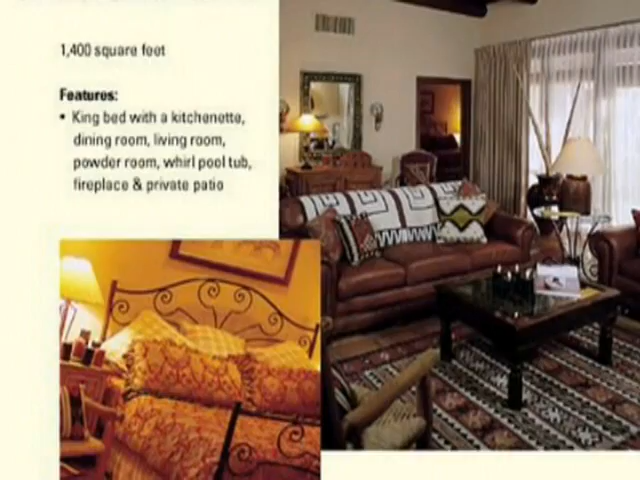 1,400 square feet
Features:
• King bed with a kitchenette,
dining room, living room,
powder room, whirl pool tub,
fireplace & private patio